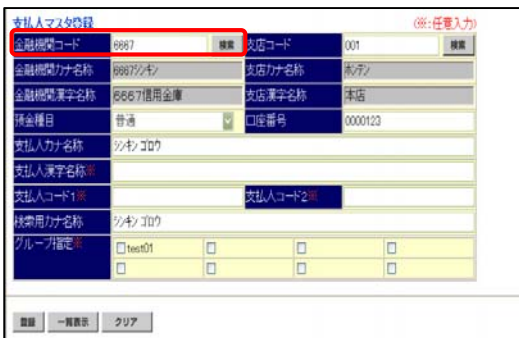 支払人マスタ登録 (※:任意入力)
金融機関コード 6667 検索 支店コード 001 検索
金融機関カナ名称 6667シンキン 支店カナ名称 ホンテン
金融機関漢字名称 6667信用金庫 支店漢字名称 本店
預金種目 普通 口座番号 0000123
支払人カナ名称 シンキン ゴロウ
支払人漢字名称※
支払人コード1※ 支払人コード2※
検索用カナ名称 シンキン ゴロウ
グループ指定※ test01
登録 一覧表示 クリア